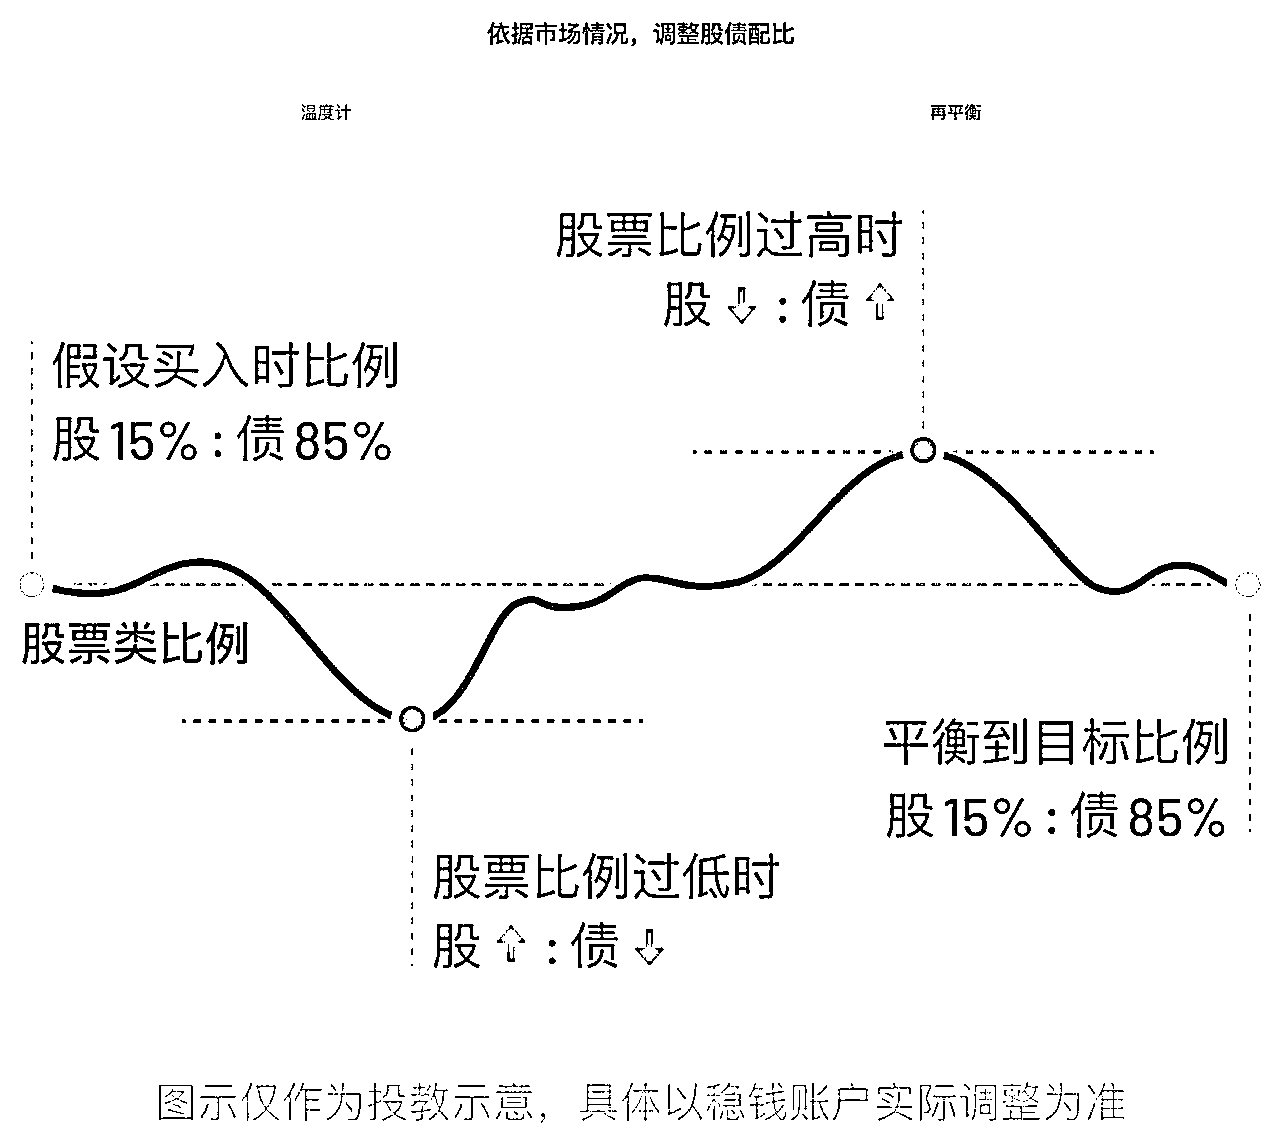 依据市场情况，调整股债配比
温度计
再平衡
股票比例过高时
股 ⇩ : 债 ⇧
假设买入时比例
股 15% : 债 85%
股票类比例
平衡到目标比例
股 15% : 债 85%
股票比例过低时
股 ⇧ : 债 ⇩
图示仅作为投教示意，具体以稳钱账户实际调整为准